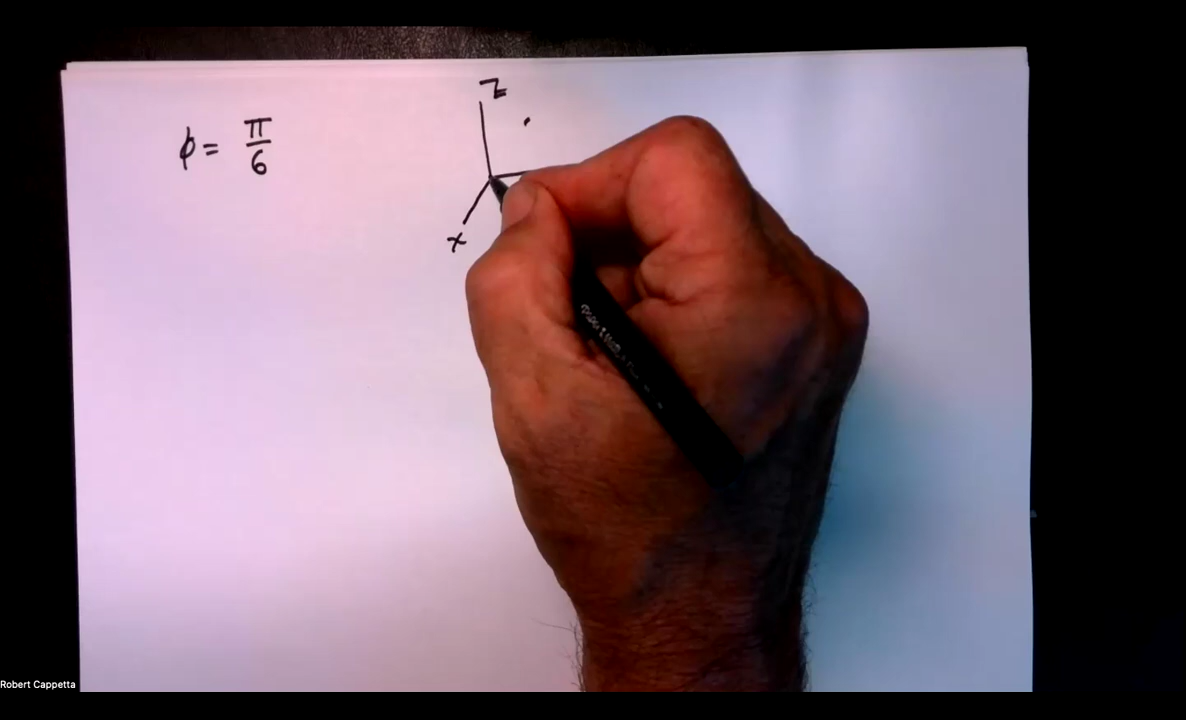 ϕ = π/6
z
x
Robert Cappetta